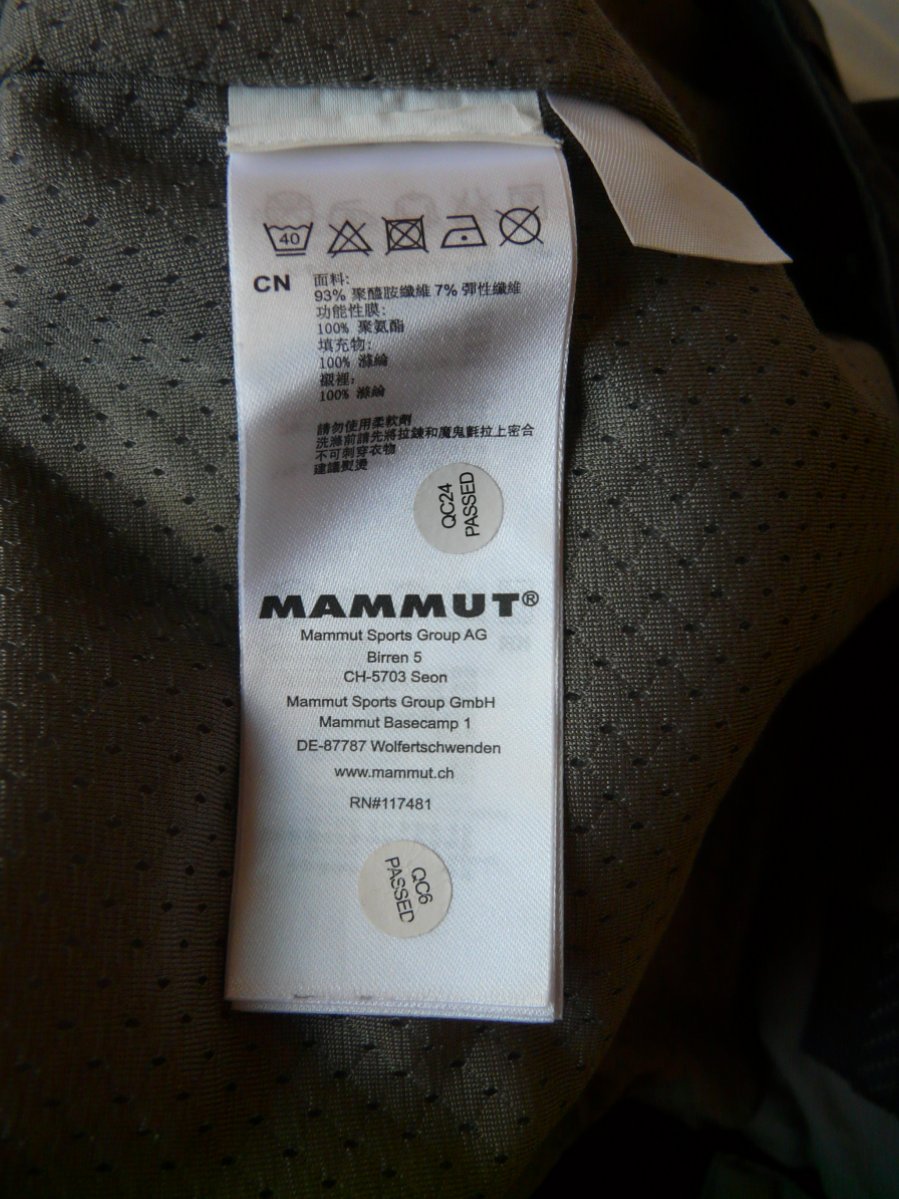 40
CN 面料:
93% 聚醯胺纖維 7% 彈性纖維
功能性膜:
100% 聚氨酯
填充物:
100% 滌綸
襯裡:
100% 滌綸
請勿使用柔軟劑
洗滌前請先將拉鍊和魔鬼氈拉上密合
不可刺穿衣物
建議熨燙
QC24
PASSED
MAMMUT®
Mammut Sports Group AG
Birren 5
CH-5703 Seon
Mammut Sports Group GmbH
Mammut Basecamp 1
DE-87787 Wolfertschwenden
www.mammut.ch
RN#117481
QC6
PASSED